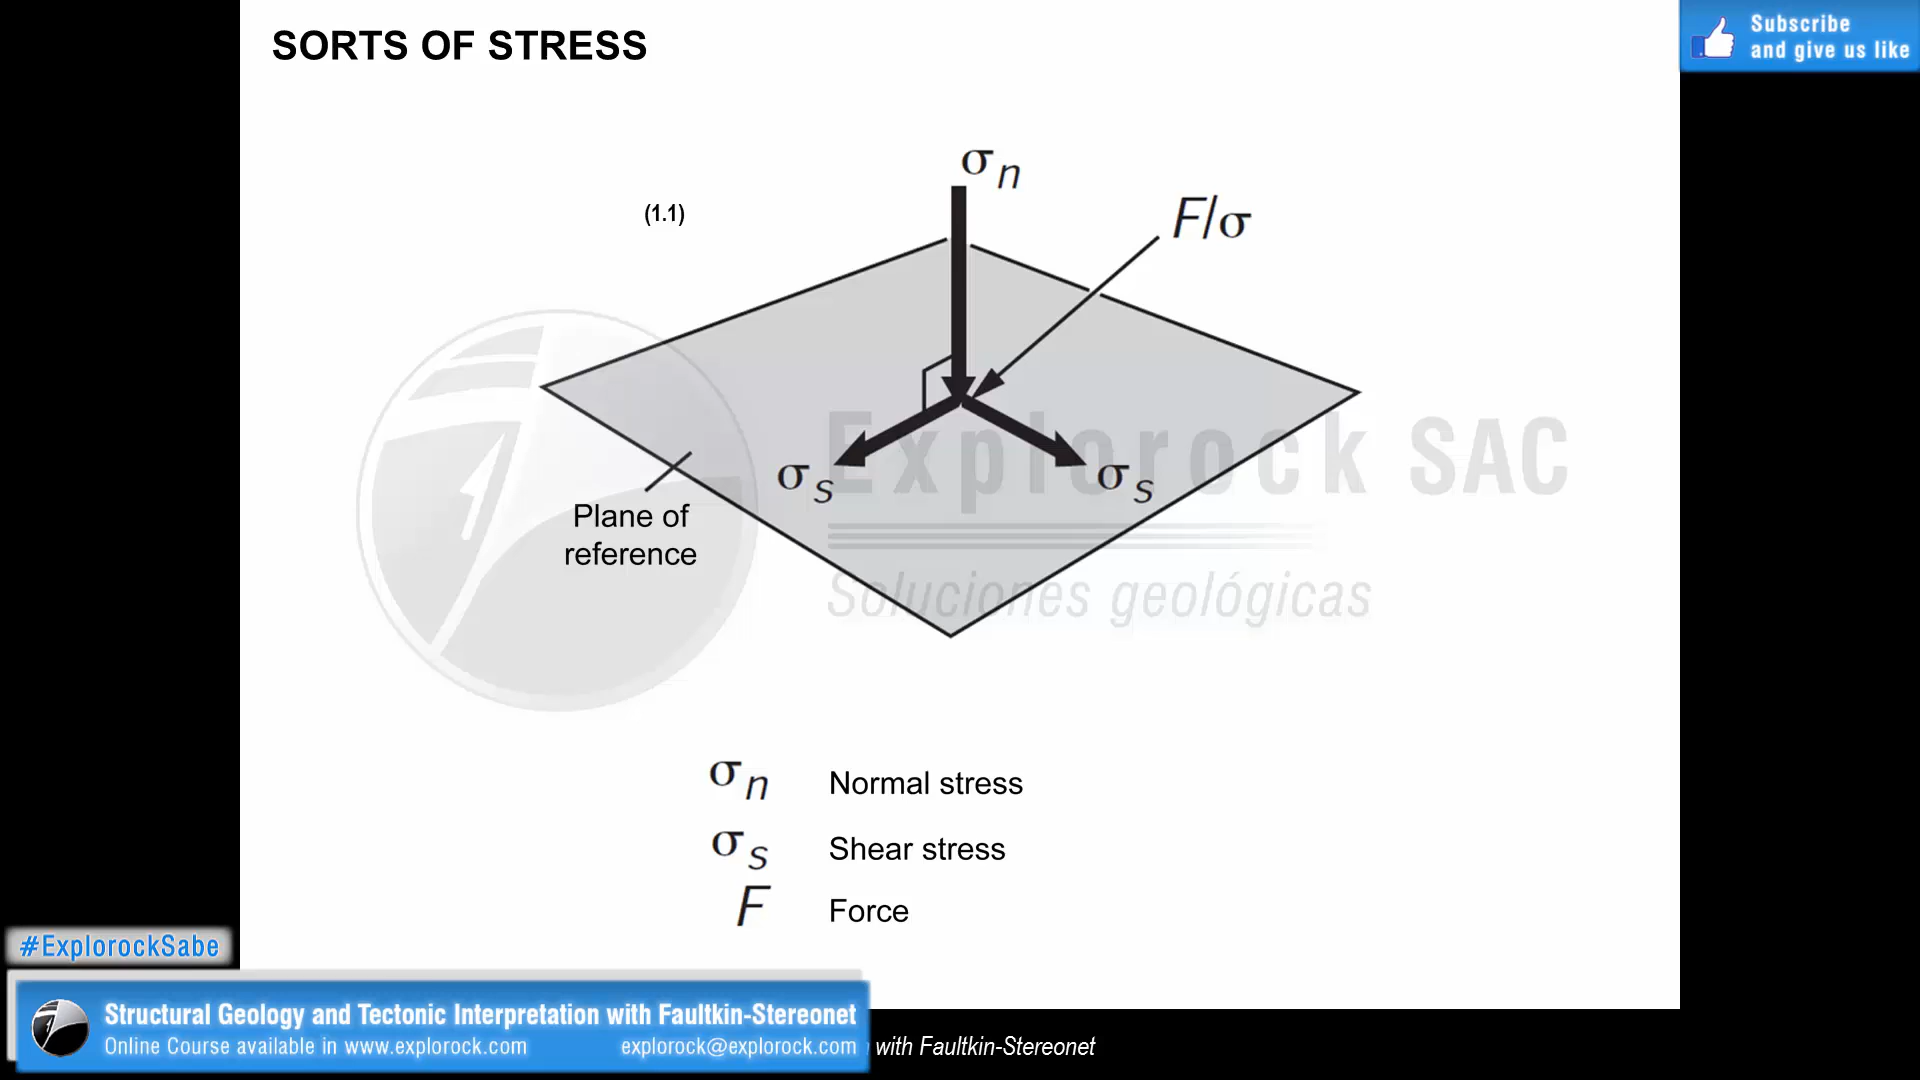 SORTS OF STRESS
Subscribe
and give us like
σn
(1.1)
F/σ
σs
σs
Explorock SAC
Plane of
reference
Soluciones geológicas
σn Normal stress
σs Shear stress
F Force
#ExplorockSabe
Structural Geology and Tectonic Interpretation with Faultkin-Stereonet
Online Course available in www.explorock.com explorock@explorock.com
with Faultkin-Stereonet